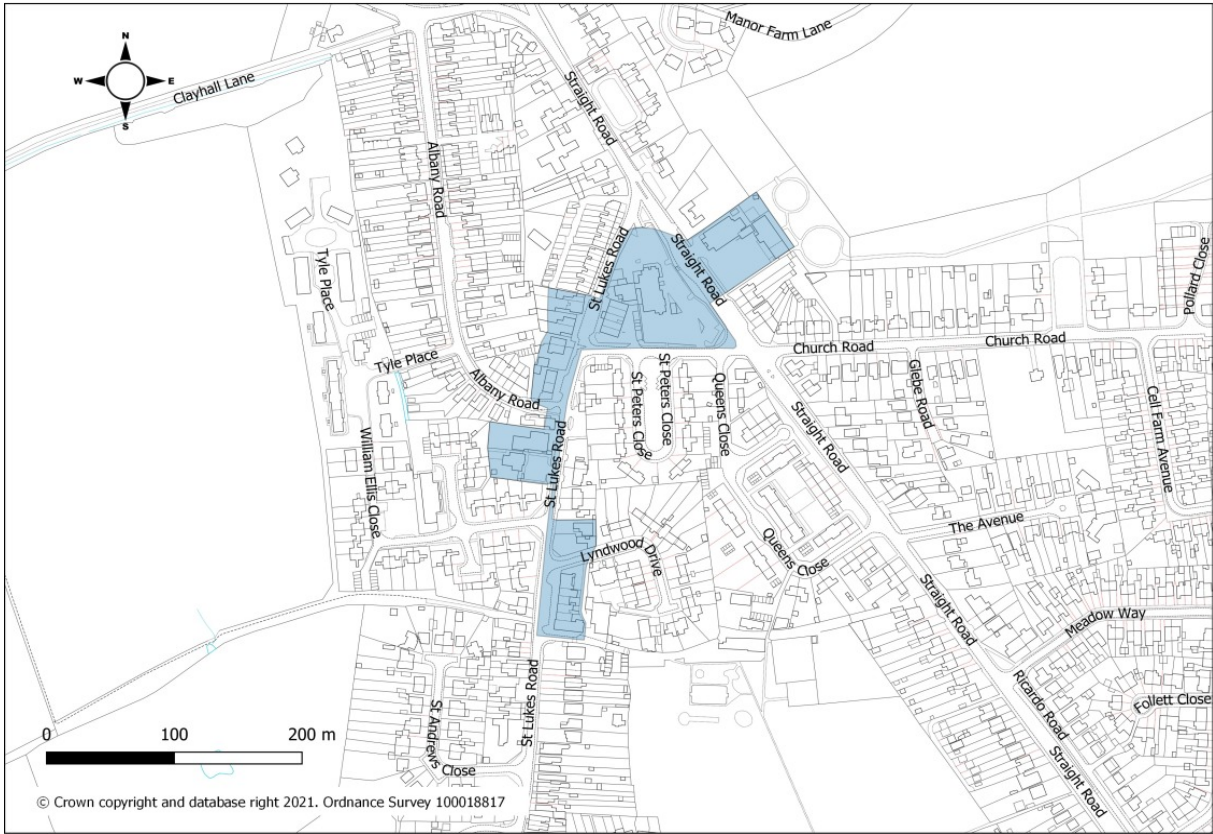 Manor Farm Lane
N
W E
S
Clayhall Lane
Straight Road
Albany Road
St Lukes Road
Straight Road
Tyle Place
Pollard Close
Church Road
Church Road
Tyle Place
Albany Road
St Peters Close
St Peters Close
Queens Close
Glebe Road
Cell Farm Avenue
Straight Road
William Ellis Close
St Lukes Road
The Avenue
Lyndwood Drive
Queens Close
Straight Road
Meadow Way
Ricardo Road
Follett Close
St Lukes Road
St Andrews Close
Straight Road
0 100 200 m
© Crown copyright and database right 2021. Ordnance Survey 100018817